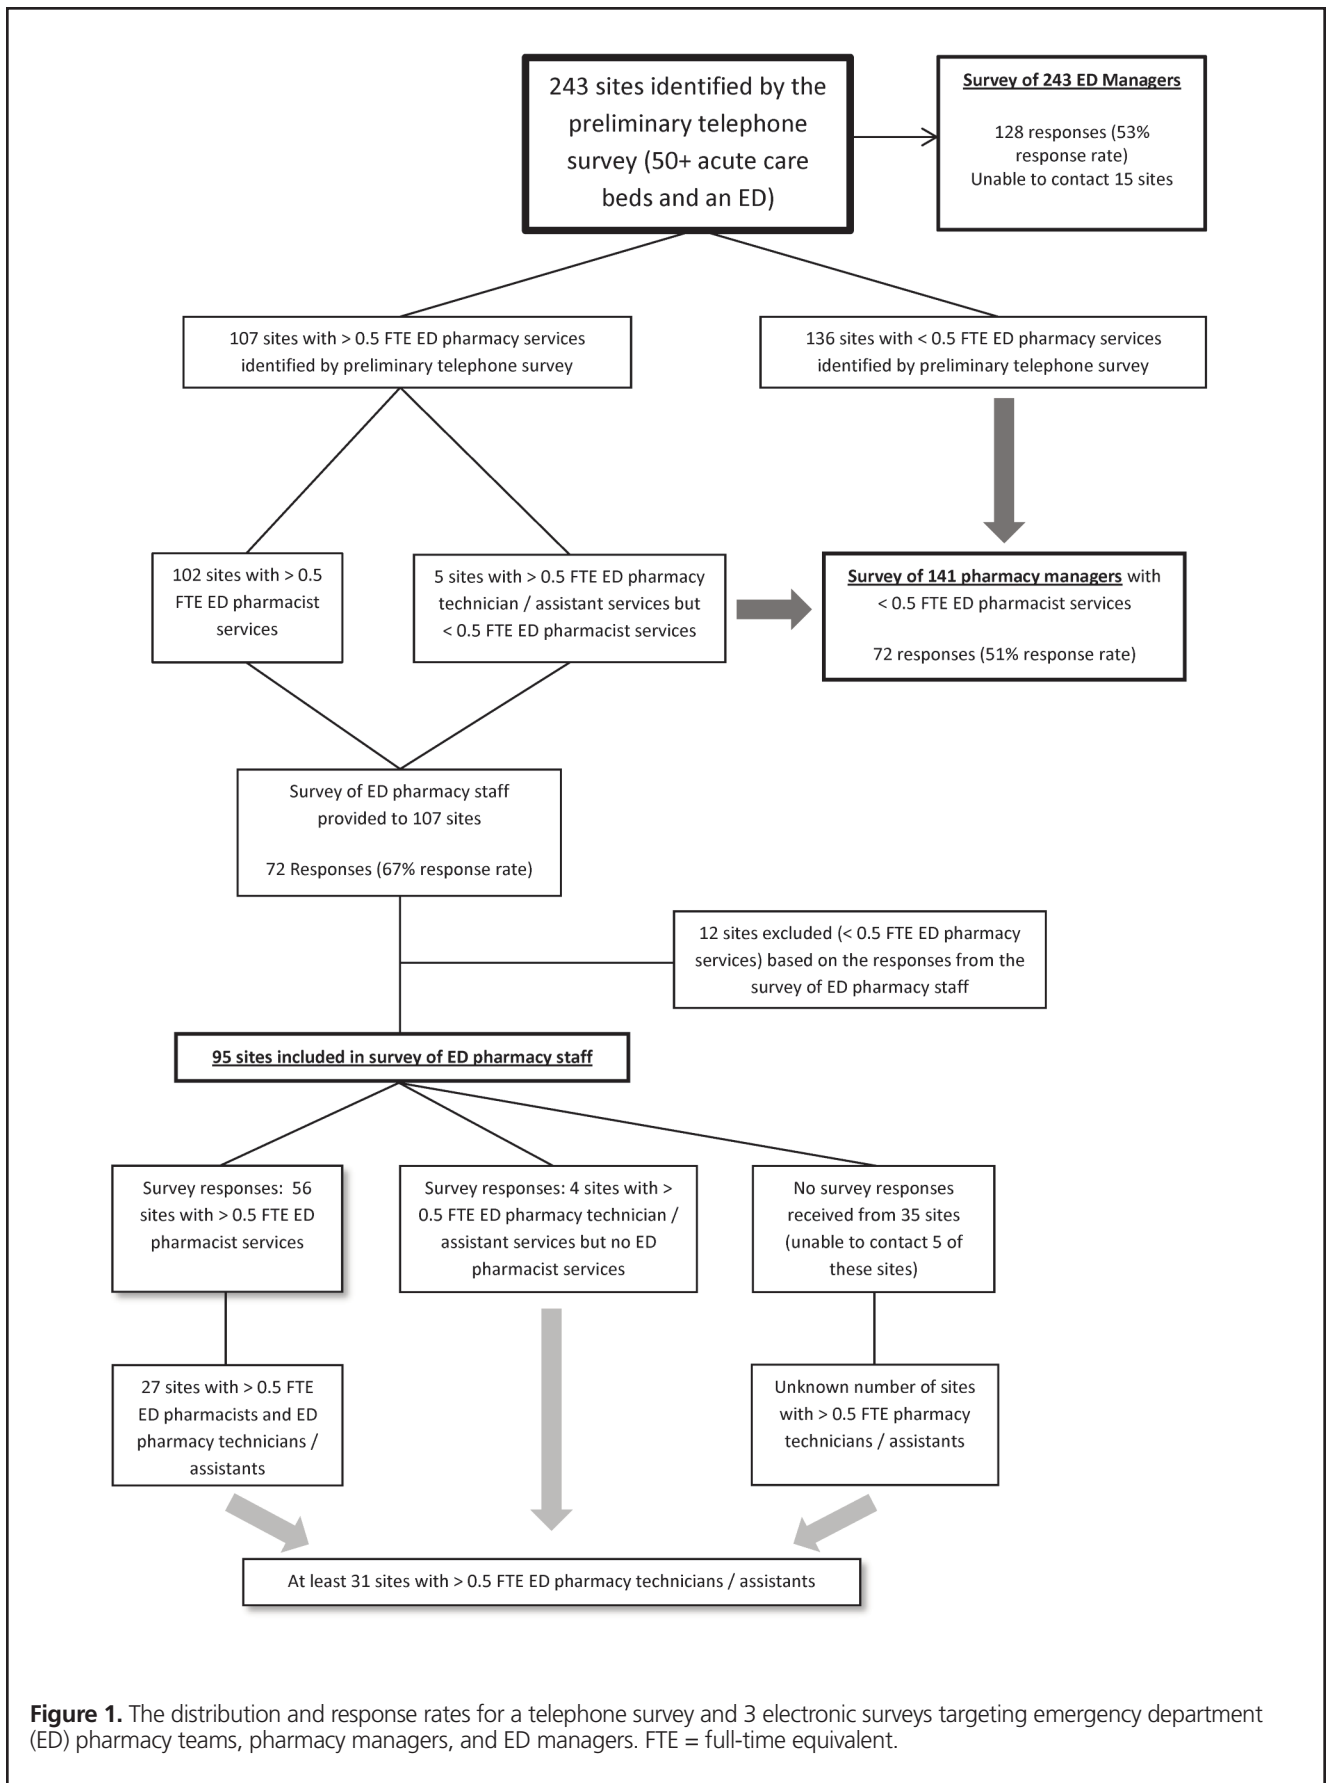 243 sites identified by the
preliminary telephone
survey (50+ acute care
beds and an ED)
Survey of 243 ED Managers
128 responses (53%
response rate)
Unable to contact 15 sites
107 sites with > 0.5 FTE ED pharmacy services
identified by preliminary telephone survey
136 sites with < 0.5 FTE ED pharmacy services
identified by preliminary telephone survey
102 sites with > 0.5
FTE ED pharmacist
services
5 sites with > 0.5 FTE ED pharmacy
technician / assistant services but
< 0.5 FTE ED pharmacist services
Survey of 141 pharmacy managers with
< 0.5 FTE ED pharmacist services
72 responses (51% response rate)
Survey of ED pharmacy staff
provided to 107 sites
72 Responses (67% response rate)
12 sites excluded (< 0.5 FTE ED pharmacy
services) based on the responses from the
survey of ED pharmacy staff
95 sites included in survey of ED pharmacy staff
Survey responses: 56
sites with > 0.5 FTE ED
pharmacist services
Survey responses: 4 sites with >
0.5 FTE ED pharmacy technician /
assistant services but no ED
pharmacist services
No survey responses
received from 35 sites
(unable to contact 5 of
these sites)
27 sites with > 0.5 FTE
ED pharmacists and ED
pharmacy technicians /
assistants
Unknown number of sites
with > 0.5 FTE pharmacy
technicians / assistants
At least 31 sites with > 0.5 FTE ED pharmacy technicians / assistants
Figure 1. The distribution and response rates for a telephone survey and 3 electronic surveys targeting emergency department
(ED) pharmacy teams, pharmacy managers, and ED managers. FTE = full-time equivalent.